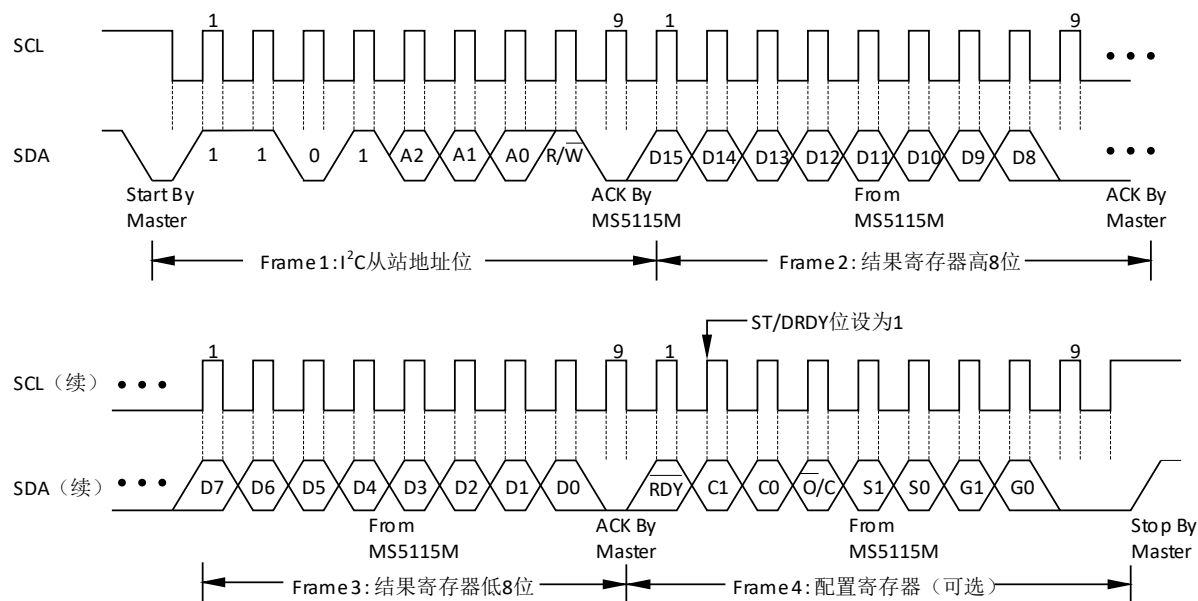 1 9 1 9
SCL
SDA
1 1 0 1 A2 A1 A0 R/W̅ D15 D14 D13 D12 D11 D10 D9 D8
Start By
Master
ACK By
MS5115M
From
MS5115M
ACK By
Master
Frame 1: I²C从站地址位
Frame 2: 结果寄存器高8位
ST/DRDY位设为1
1 9 1 9
SCL（续）
SDA（续）
D7 D6 D5 D4 D3 D2 D1 D0 R̅D̅Y̅ C1 C0 O̅/C S1 S0 G1 G0
From
MS5115M
ACK By
Master
From
MS5115M
Stop By
Master
Frame 3: 结果寄存器低8位
Frame 4: 配置寄存器（可选）